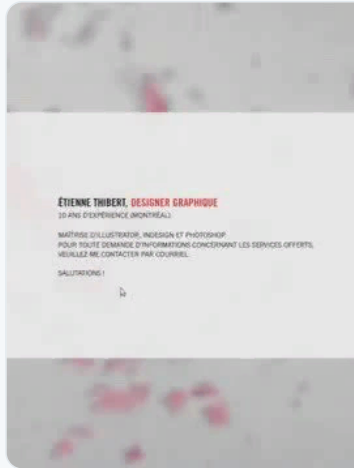 ÉTIENNE THIBERT, DESIGNER GRAPHIQUE
10 ANS D'EXPÉRIENCE (MONTRÉAL)
MAÎTRISE D'ILLUSTRATOR, INDESIGN ET PHOTOSHOP
POUR TOUTE DEMANDE D'INFORMATIONS CONCERNANT LES SERVICES OFFERTS,
VEUILLEZ ME CONTACTER PAR COURRIEL.
SALUTATIONS !